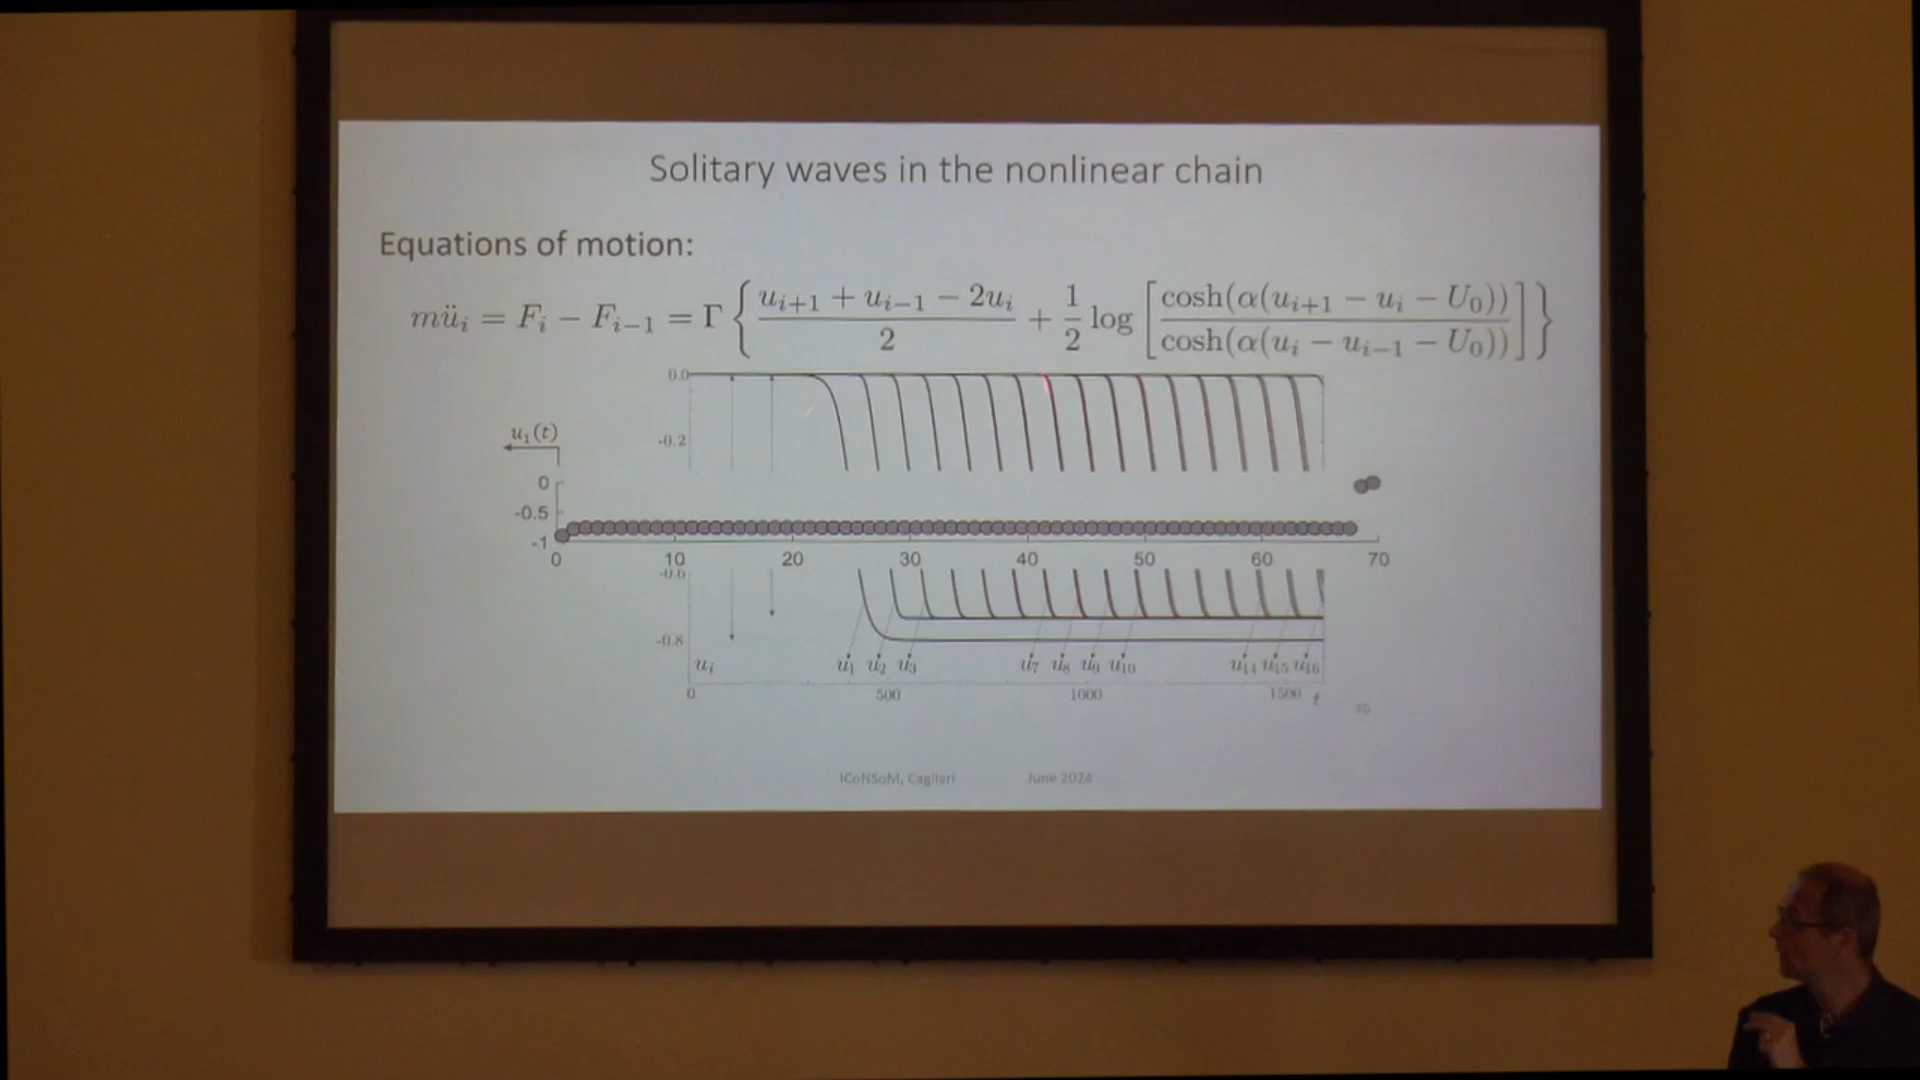 Solitary waves in the nonlinear chain
Equations of motion:
mü_i = F_i − F_{i−1} = Γ { (u_{i+1} + u_{i−1} − 2u_i)/2 + 1/2 log [ cosh(α(u_{i+1} − u_i − U_0)) / cosh(α(u_i − u_{i−1} − U_0)) ] }
0.0
-0.2
u_1(t)
0
-0.5
-1
0 10 20 30 40 50 60 70
-0.6
-0.8
u_i u_1 u_2 u_3 u_7 u_8 u_9 u_10 u_14 u_15 u_16
0 500 1000 1500 t
ICoNSoM, Cagliari June 2024